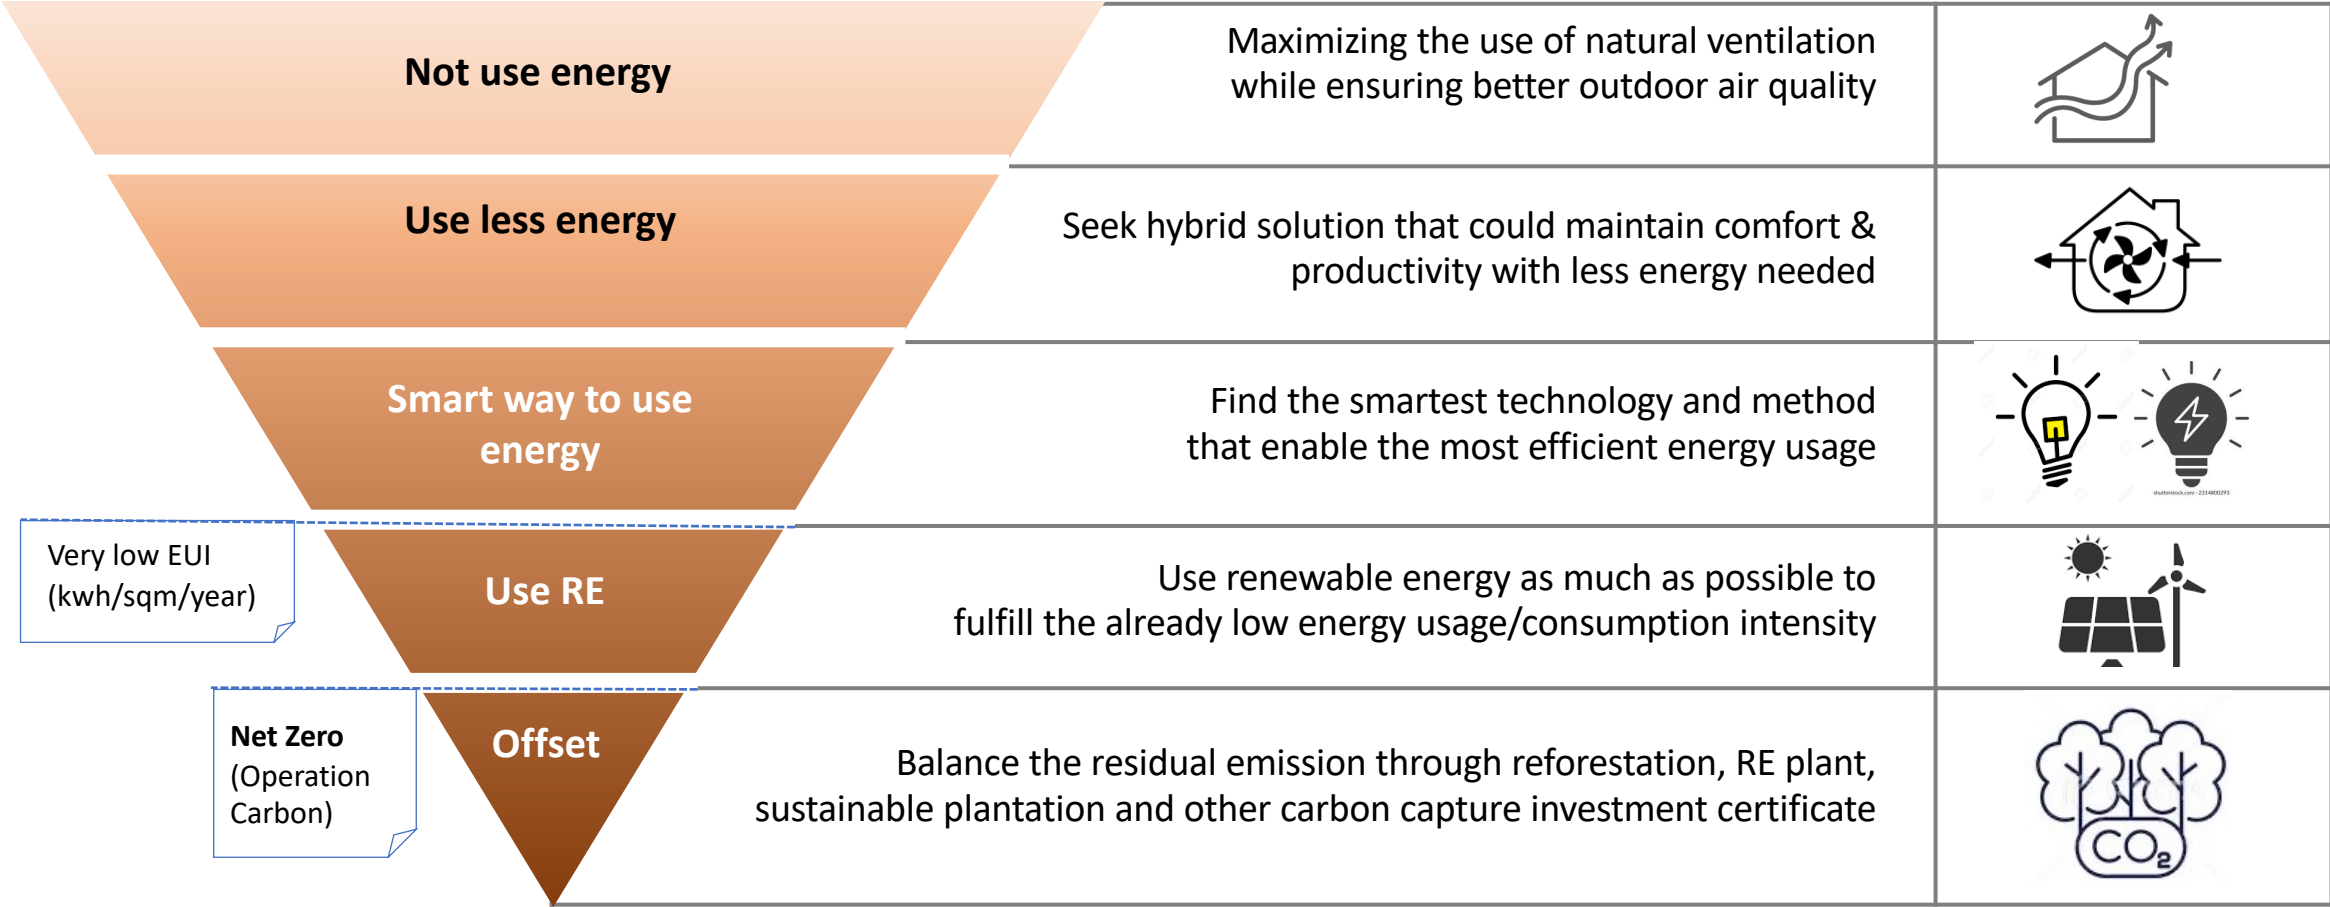 Not use energy
Maximizing the use of natural ventilation
while ensuring better outdoor air quality
Use less energy
Seek hybrid solution that could maintain comfort &
productivity with less energy needed
Smart way to use
energy
Find the smartest technology and method
that enable the most efficient energy usage
shutterstock.com · 2314800293
Very low EUI
(kwh/sqm/year)
Use RE
Use renewable energy as much as possible to
fulfill the already low energy usage/consumption intensity
Net Zero
(Operation
Carbon)
Offset
Balance the residual emission through reforestation, RE plant,
sustainable plantation and other carbon capture investment certificate
CO2